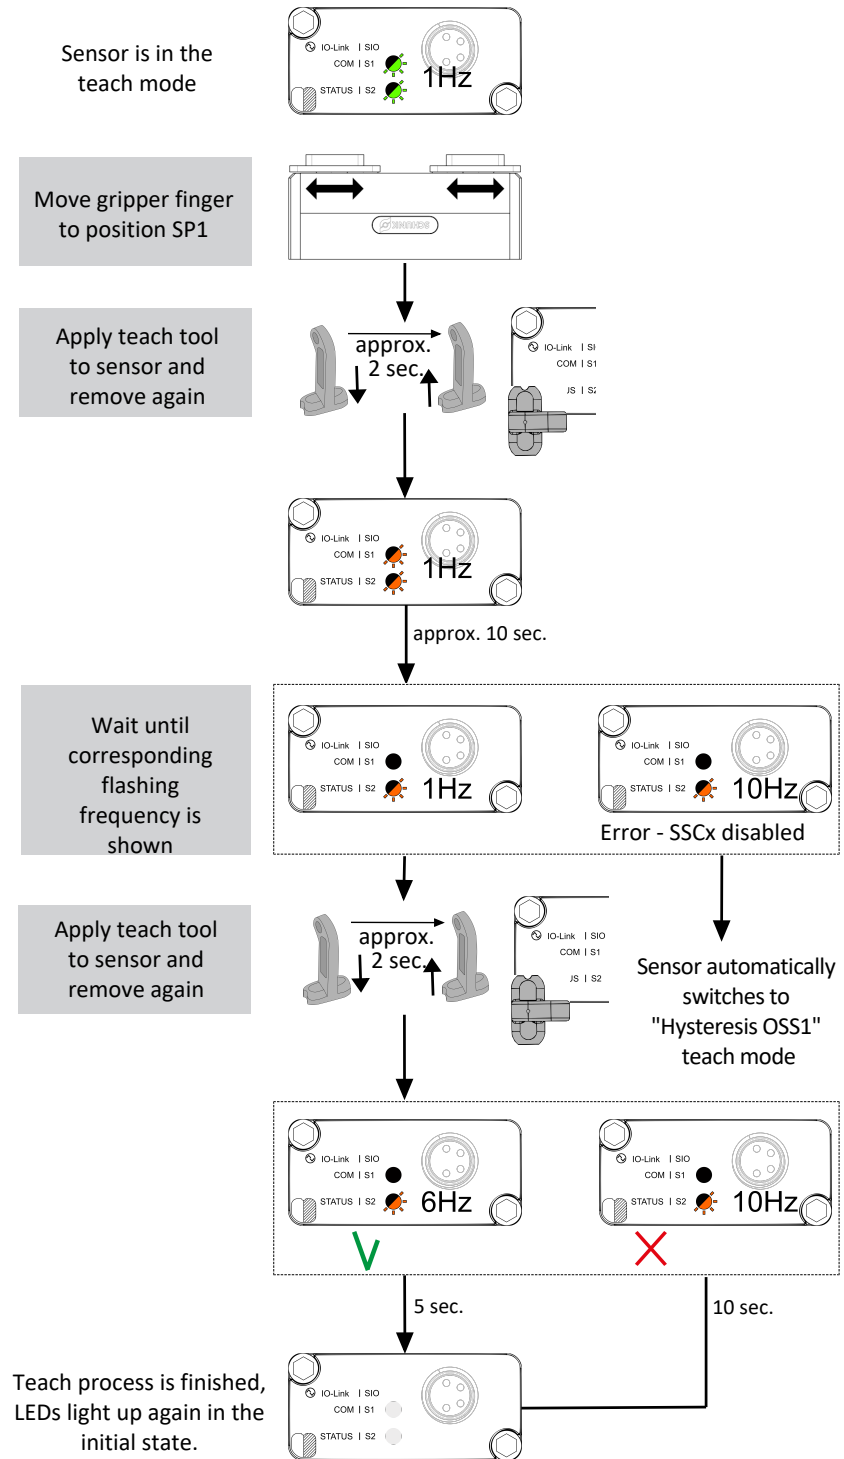 Sensor is in the
teach mode
IO-Link | SIO
COM | S1
STATUS | S2
1Hz
Move gripper finger
to position SP1
SCHUNK
Apply teach tool
to sensor and
remove again
approx.
2 sec.
IO-Link | SI
COM | S1
JS | S2
IO-Link | SIO
COM | S1
STATUS | S2
1Hz
approx. 10 sec.
Wait until
corresponding
flashing
frequency is
shown
IO-Link | SIO
COM | S1
STATUS | S2
1Hz
IO-Link | SIO
COM | S1
STATUS | S2
10Hz
Error - SSCx disabled
Apply teach tool
to sensor and
remove again
approx.
2 sec.
IO-Link | SIO
COM | S1
JS | S2
Sensor automatically
switches to
"Hysteresis OSS1"
teach mode
IO-Link | SIO
COM | S1
STATUS | S2
6Hz
IO-Link | SIO
COM | S1
STATUS | S2
10Hz
5 sec.
10 sec.
Teach process is finished,
LEDs light up again in the
initial state.
IO-Link | SIO
COM | S1
STATUS | S2